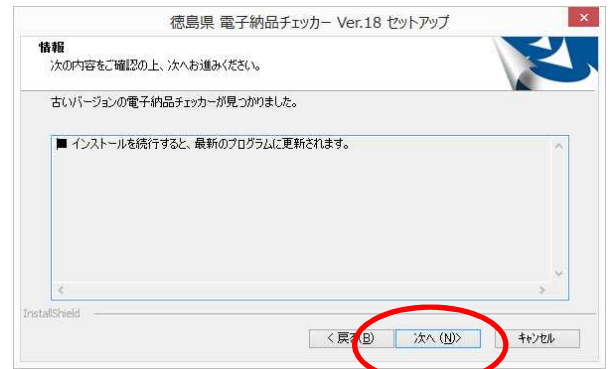 徳島県 電子納品チェッカー Ver.18 セットアップ
情報
次の内容をご確認の上、次へお進みください。
古いバージョンの電子納品チェッカーが見つかりました。
■ インストールを続行すると、最新のプログラムに更新されます。
InstallShield
< 戻る(B) 次へ (N)> キャンセル